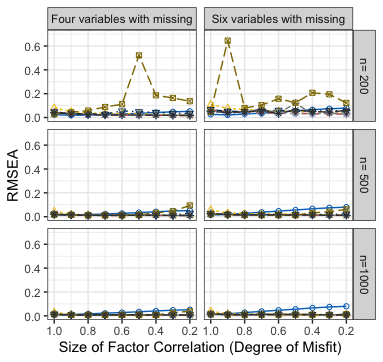 Four variables with missing
Six variables with missing
0.6
0.4
0.2
0.0
n= 200
0.6
0.4
0.2
0.0
n= 500
0.6
0.4
0.2
0.0
n=1000
RMSEA
1.0 0.8 0.6 0.4 0.2
1.0 0.8 0.6 0.4 0.2
Size of Factor Correlation (Degree of Misfit)